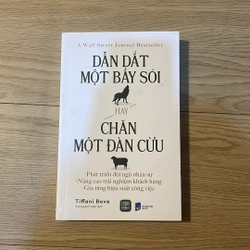 A Wall Street Journal Bestseller
DẪN DẮT
MỘT BẦY SÓI
HAY
CHĂN
MỘT ĐÀN CỪU
·Phát triển đội ngũ nhân sự
·Nâng cao trải nghiệm khách hàng
·Gia tăng hiệu suất công việc
Tiffani Bova